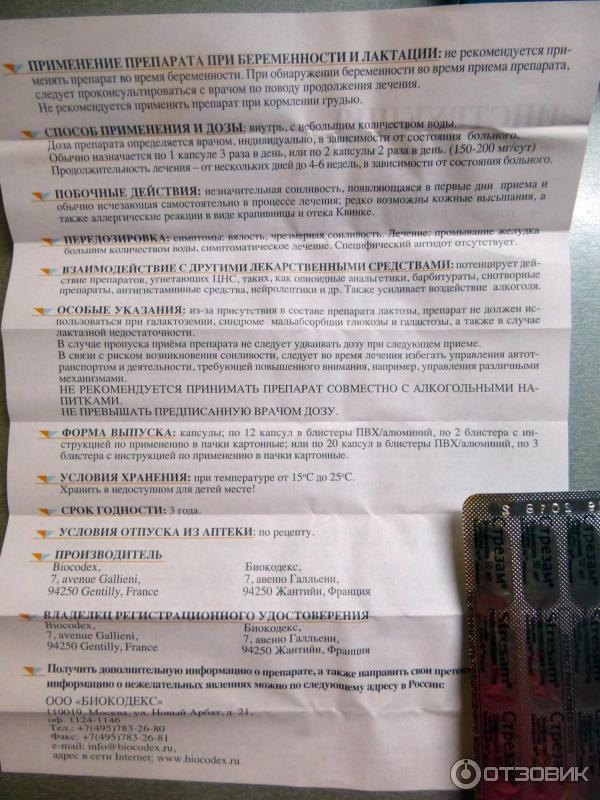 ПРИМЕНЕНИЕ ПРЕПАРАТА ПРИ БЕРЕМЕННОСТИ И ЛАКТАЦИИ: не рекомендуется при-
менять препарат во время беременности. При обнаружении беременности во время приема препарата,
следует проконсультироваться с врачом по поводу продолжения лечения.
Не рекомендуется применять препарат при кормлении грудью.
СПОСОБ ПРИМЕНЕНИЯ И ДОЗЫ: внутрь, с небольшим количеством воды.
Доза препарата определяется врачом, индивидуально, в зависимости от состояния больного.
Обычно назначается по 1 капсуле 3 раза в день, или по 2 капсулы 2 раза в день. (150-200 мг/сут)
Продолжительность лечения – от нескольких дней до 4-6 недель, в зависимости от состояния больного.
ПОБОЧНЫЕ ДЕЙСТВИЯ: незначительная сонливость, появляющаяся в первые дни приема и
обычно исчезающая самостоятельно в процессе лечения; редко возможны кожные высыпания, а
также аллергические реакции в виде крапивницы и отека Квинке.
ПЕРЕДОЗИРОВКА: симптомы: вялость, чрезмерная сонливость. Лечение: промывание желудка
большим количеством воды, симптоматическое лечение. Специфический антидот отсутствует.
ВЗАИМОДЕЙСТВИЕ С ДРУГИМИ ЛЕКАРСТВЕННЫМИ СРЕДСТВАМИ: потенцирует дей-
ствие препаратов, угнетающих ЦНС, таких, как опиоидные анальгетики, барбитураты, снотворные
препараты, антигистаминные средства, нейролептики и др. Также усиливает воздействие алкоголя.
ОСОБЫЕ УКАЗАНИЯ: из-за присутствия в составе препарата лактозы, препарат не должен ис-
пользоваться при галактоземии, синдроме мальабсорбции глюкозы и галактозы, а также в случае
лактазной недостаточности.
В случае пропуска приёма препарата не следует удваивать дозу при следующем приеме.
В связи с риском возникновения сонливости, следует во время лечения избегать управления автот-
ранспортом и деятельности, требующей повышенного внимания, например, управления различными
механизмами.
НЕ РЕКОМЕНДУЕТСЯ ПРИНИМАТЬ ПРЕПАРАТ СОВМЕСТНО С АЛКОГОЛЬНЫМИ НА-
ПИТКАМИ.
НЕ ПРЕВЫШАТЬ ПРЕДПИСАННУЮ ВРАЧОМ ДОЗУ.
ФОРМА ВЫПУСКА: капсулы; по 12 капсул в блистеры ПВХ/алюминий, по 2 блистера с ин-
струкцией по применению в пачки картонные; или по 20 капсул в блистеры ПВХ/алюминий, по 3
блистера с инструкцией по применению в пачки картонные.
УСЛОВИЯ ХРАНЕНИЯ: при температуре от 15°С до 25°С.
Хранить в недоступном для детей месте!
СРОК ГОДНОСТИ: 3 года.
УСЛОВИЯ ОТПУСКА ИЗ АПТЕКИ: по рецепту.
ПРОИЗВОДИТЕЛЬ
Biocodex, Биокодекс,
7, avenue Gallieni, 7, авеню Галльени,
94250 Gentilly, France 94250 Жантийи, Франция
ВЛАДЕЛЕЦ РЕГИСТРАЦИОННОГО УДОСТОВЕРЕНИЯ
Biocodex, Биокодекс,
7, avenue Gallieni, 7, авеню Галльени,
94250 Gentilly, France 94250 Жантийи, Франция
Получить дополнительную информацию о препарате, а также направить свои претен
информацию о нежелательных явлениях можно по следующему адресу в России:
ООО «БИОКОДЕКС»
119019, Москва, ул. Новый Арбат, д. 21,
оф. 1124-1146
Тел.: +7(495)783-26-80
Факс: +7(495)783-26-81
e-mail: info@biocodex.ru,
адрес в сети Internet: www.biocodex.ru
Стрезам®
Стрезам
Stresam®
Stresam
Стрезам
ОТЗОВИК